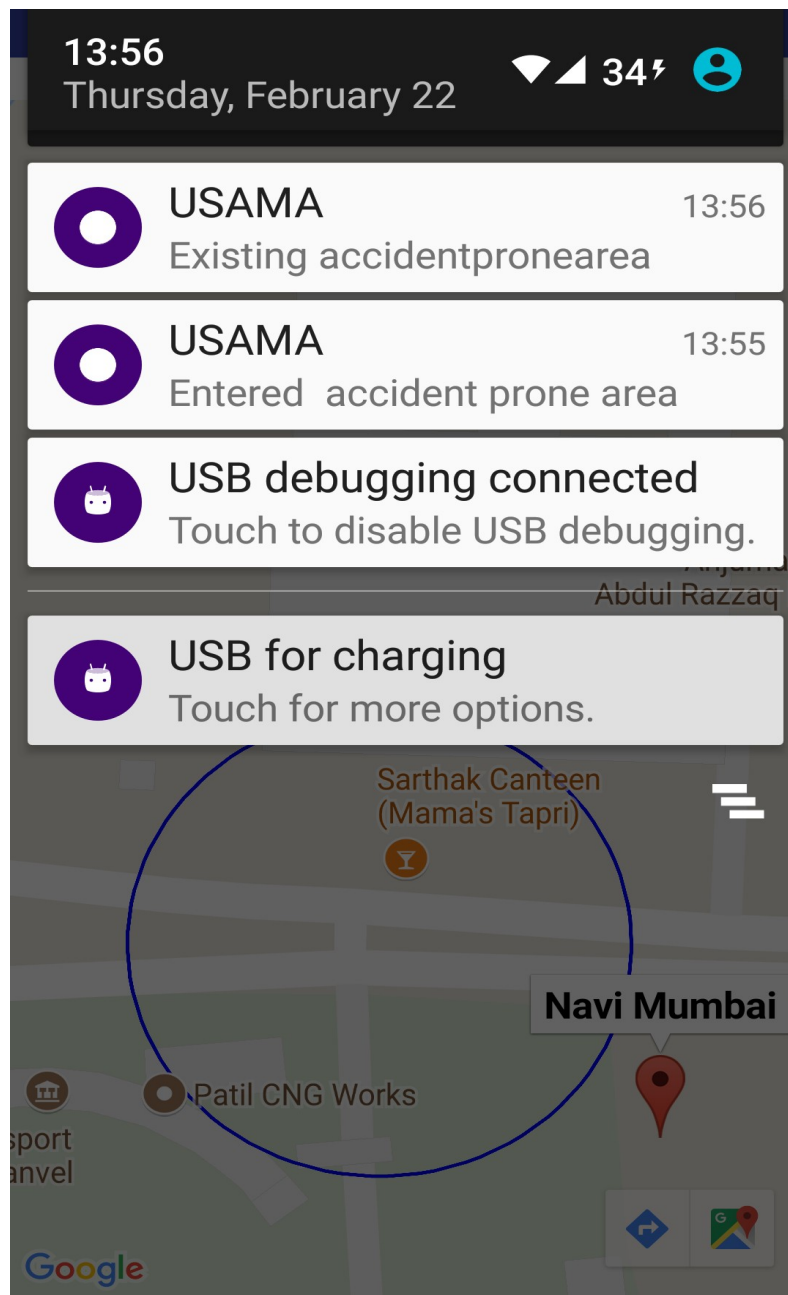 13:56
Thursday, February 22
34
USAMA 13:56
Existing accidentpronearea
USAMA 13:55
Entered  accident prone area
USB debugging connected
Touch to disable USB debugging.
Abdul Razzaq
USB for charging
Touch for more options.
Sarthak Canteen
(Mama's Tapri)
Navi Mumbai
Patil CNG Works
sport
anvel
G
Google